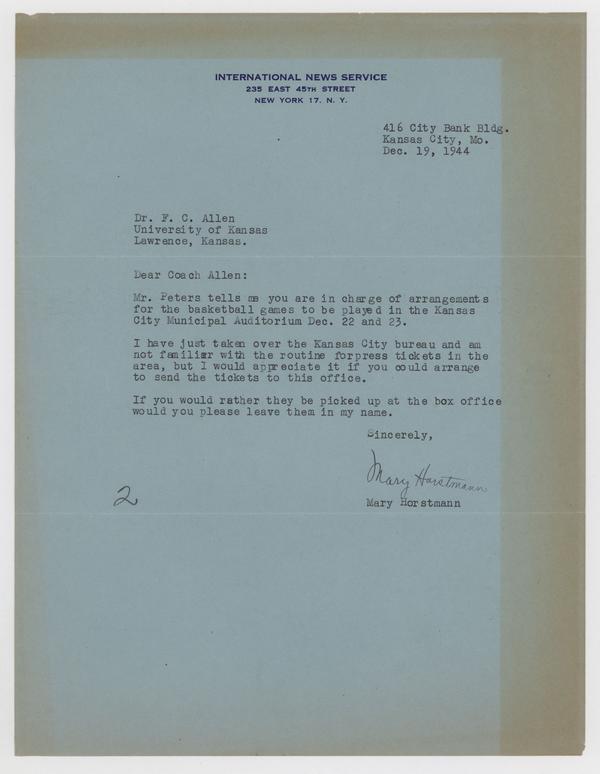 INTERNATIONAL NEWS SERVICE
235 EAST 45TH STREET
NEW YORK 17. N. Y.
416 City Bank Bldg.
Kansas City, Mo.
Dec. 19, 1944
Dr. F. C. Allen
University of Kansas
Lawrence, Kansas.
Dear Coach Allen:
Mr. Peters tells me you are in charge of arrangements
for the basketball games to be played in the Kansas
City Municipal Auditorium Dec. 22 and 23.
I have just taken over the Kansas City bureau and am
not familiar with the routine forpress tickets in the
area, but I would appreciate it if you could arrange
to send the tickets to this office.
If you would rather they be picked up at the box office
would you please leave them in my name.
Sincerely,
Mary Horstmann
2
Mary Horstmann